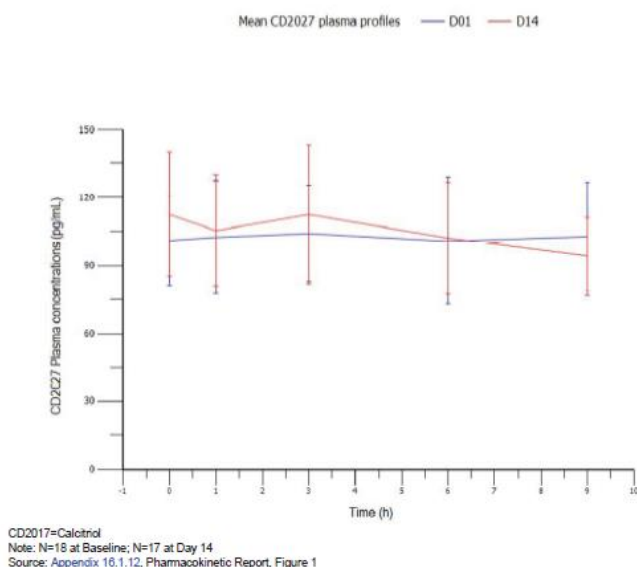 Mean CD2027 plasma profiles D01 D14
CD2C27 Plasma concentrations (pg/mL)
150
120
90
60
30
0
-1 0 1 2 3 4 5 6 7 8 9 10
Time (h)
CD2017=Calcitriol
Note: N=18 at Baseline; N=17 at Day 14
Source: Appendix 16.1.12, Pharmacokinetic Report, Figure 1